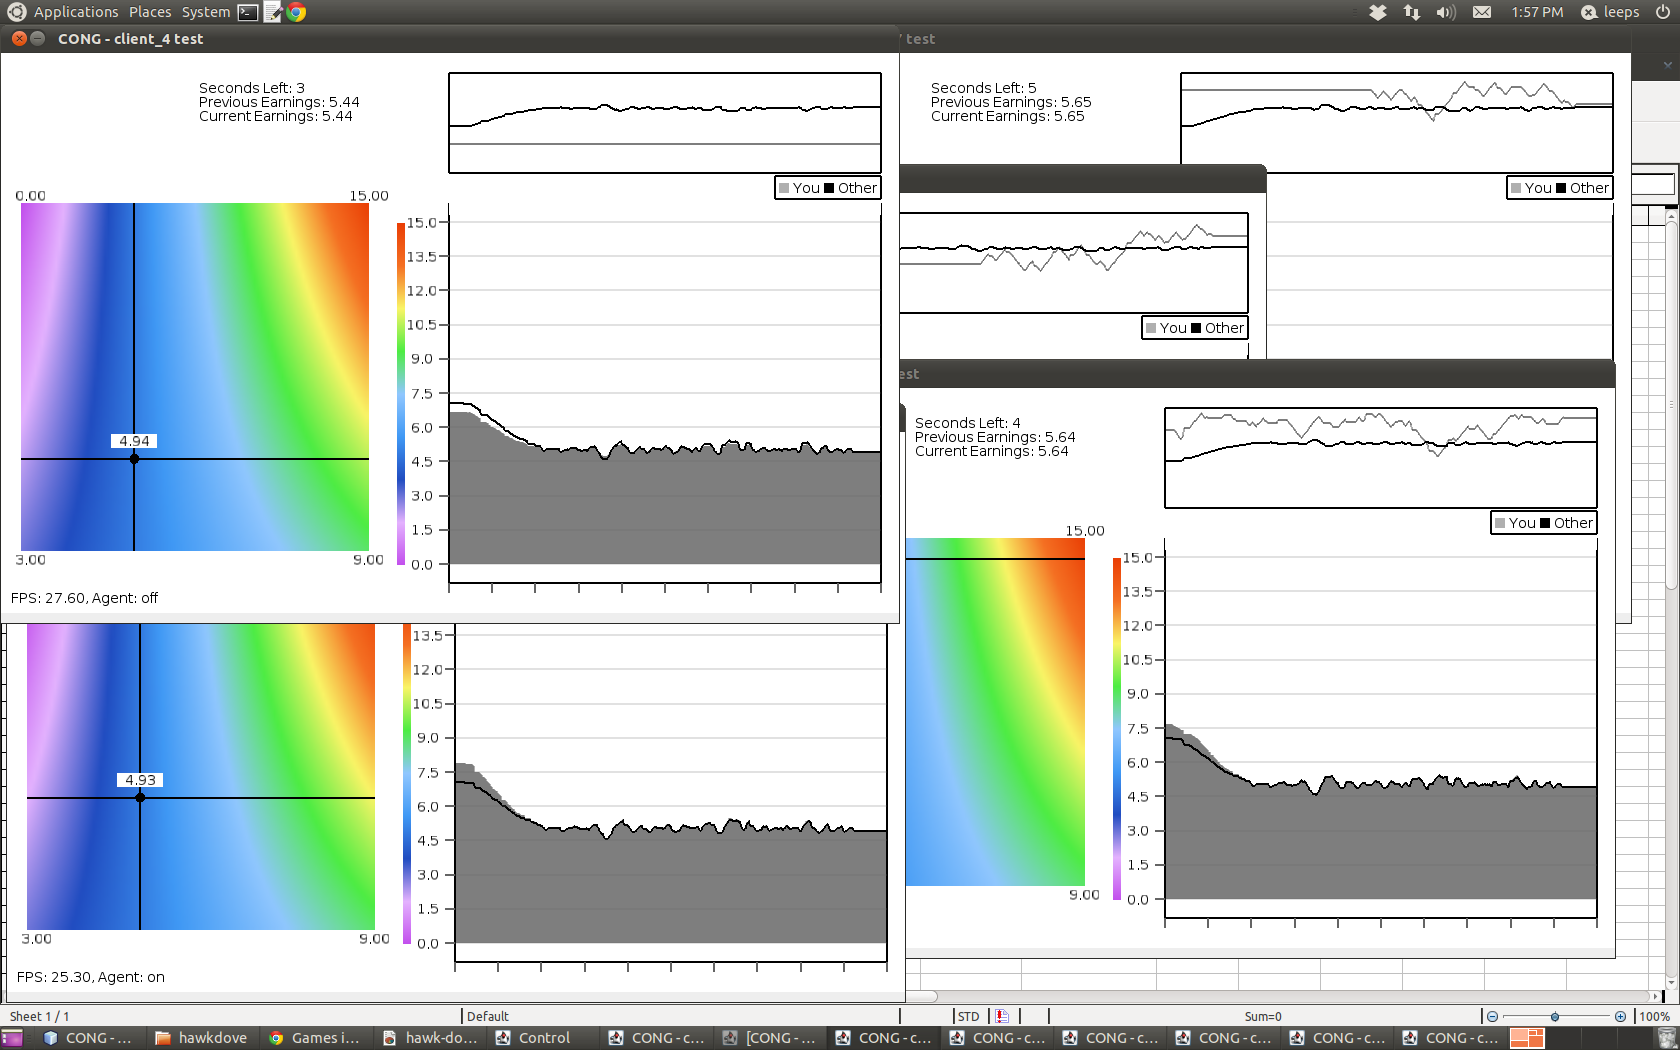 Applications Places System 1:57 PM leeps
CONG - client_4 test
test
Seconds Left: 3
Previous Earnings: 5.44
Current Earnings: 5.44
You Other
0.00 15.00
4.94
3.00 9.00
15.0
13.5
12.0
10.5
9.0
7.5
6.0
4.5
3.0
1.5
0.0
FPS: 27.60, Agent: off
Seconds Left: 5
Previous Earnings: 5.65
Current Earnings: 5.65
You Other
You Other
est
Seconds Left: 4
Previous Earnings: 5.64
Current Earnings: 5.64
You Other
15.00
9.00
15.0
13.5
12.0
10.5
9.0
7.5
6.0
4.5
3.0
1.5
0.0
4.93
3.00 9.00
13.5
12.0
10.5
9.0
7.5
6.0
4.5
3.0
1.5
0.0
FPS: 25.30, Agent: on
Sheet 1 / 1 Default STD Sum=0 100%
CONG - ... hawkdove Games i... hawk-do... Control CONG - c... [CONG - ... CONG - c... CONG - c... CONG - c... CONG - c... CONG - c... CONG - c...